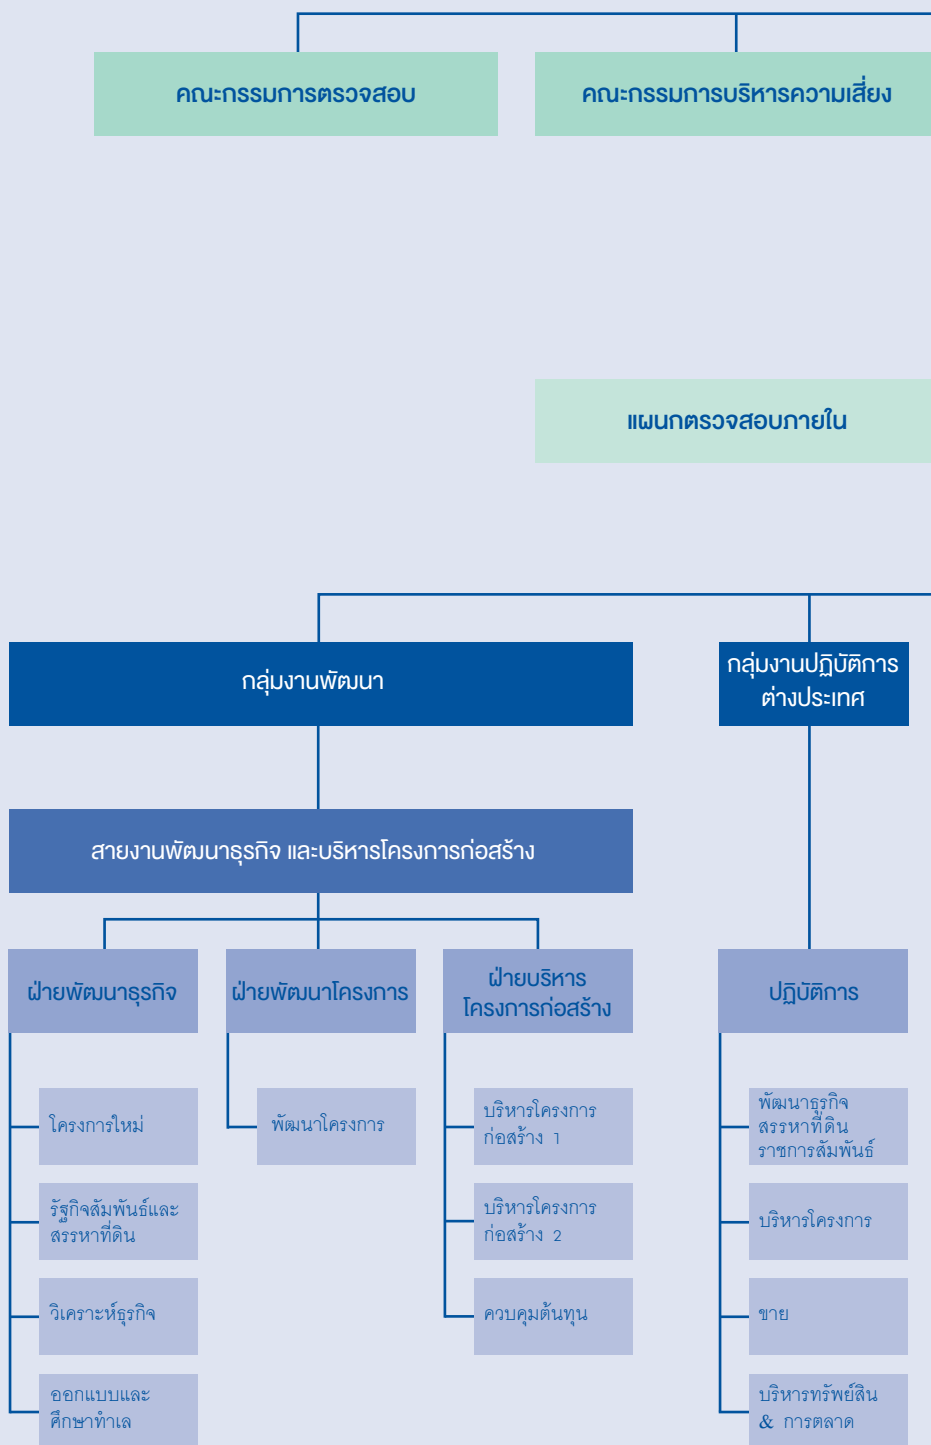 คณะกรรมการตรวจสอบ
คณะกรรมการบริหารความเสี่ยง
แผนกตรวจสอบภายใน
กลุ่มงานพัฒนา
กลุ่มงานปฏิบัติการ
ต่างประเทศ
สายงานพัฒนาธุรกิจ และบริหารโครงการก่อสร้าง
ฝ่ายพัฒนาธุรกิจ
ฝ่ายพัฒนาโครงการ
ฝ่ายบริหาร
โครงการก่อสร้าง
ปฏิบัติการ
โครงการใหม่
รัฐกิจสัมพันธ์และ
สรรหาที่ดิน
วิเคราะห์ธุรกิจ
ออกแบบและ
ศึกษาทำเล
พัฒนาโครงการ
บริหารโครงการ
ก่อสร้าง 1
บริหารโครงการ
ก่อสร้าง 2
ควบคุมต้นทุน
พัฒนาธุรกิจ
สรรหาที่ดิน
ราชการสัมพันธ์
บริหารโครงการ
ขาย
บริหารทรัพย์สิน
& การตลาด